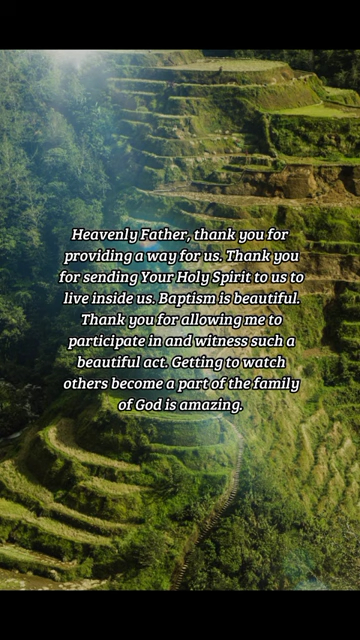 Heavenly Father, thank you for
providing a way for us. Thank you
for sending Your Holy Spirit to us to
live inside us. Baptism is beautiful.
Thank you for allowing me to
participate in and witness such a
beautiful act. Getting to watch
others become a part of the family
of God is amazing.